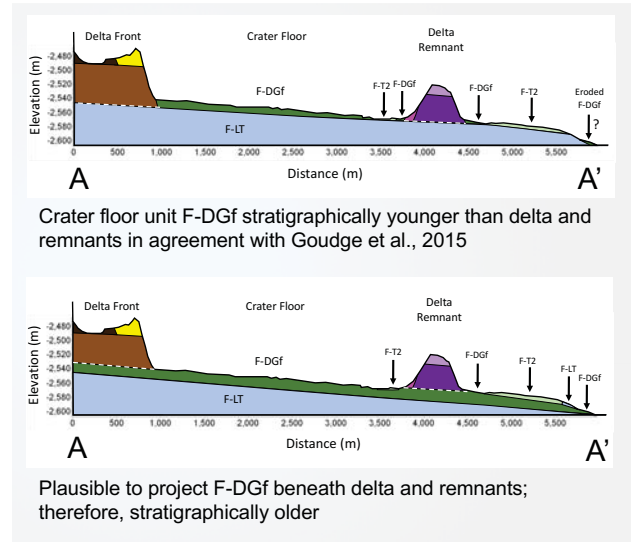 Delta Front
Crater Floor
Delta
Remnant
Elevation (m)
-2,480
-2,500
-2,520
-2,540
-2,560
-2,580
-2,600
F-DGf
F-T2 F-DGf
F-DGf
F-T2
Eroded
F-DGf
?
F-LT
0 500 1,000 1,500 2,000 2,500 3,000 3,500 4,000 4,500 5,000 5,500
Distance (m)
A A'
Crater floor unit F-DGf stratigraphically younger than delta and
remnants in agreement with Goudge et al., 2015
Delta Front
Crater Floor
Delta
Remnant
Elevation (m)
-2,480
-2,500
-2,520
-2,540
-2,560
-2,580
-2,600
F-DGf
F-T2
F-DGf
F-T2
F-LT
F-DGf
F-LT
0 500 1,000 1,500 2,000 2,500 3,000 3,500 4,000 4,500 5,000 5,500
Distance (m)
A A'
Plausible to project F-DGf beneath delta and remnants;
therefore, stratigraphically older